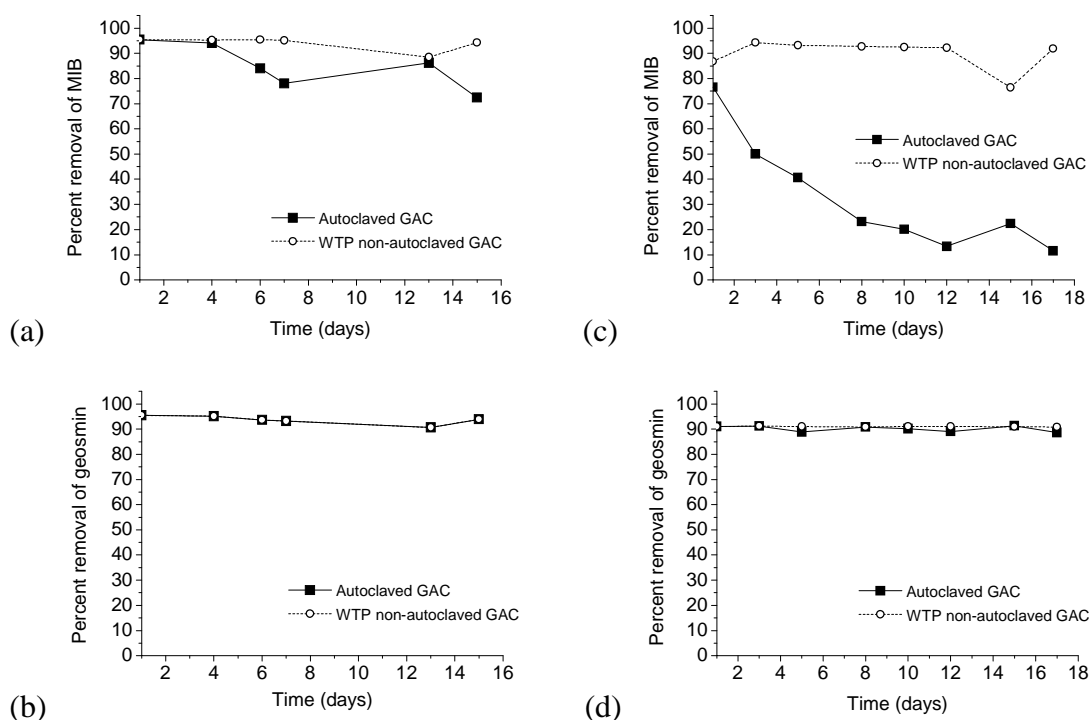 (a)
Percent removal of MIB
100
90
80
70
60
50
40
30
20
10
0
Autoclaved GAC
WTP non-autoclaved GAC
2 4 6 8 10 12 14 16
Time (days)
(c)
Percent removal of MIB
100
90
80
70
60
50
40
30
20
10
0
Autoclaved GAC
WTP non-autoclaved GAC
2 4 6 8 10 12 14 16 18
Time (days)
(b)
Percent removal of geosmin
100
90
80
70
60
50
40
30
20
10
0
Autoclaved GAC
WTP non-autoclaved GAC
2 4 6 8 10 12 14 16
Time (days)
(d)
Percent removal of geosmin
100
90
80
70
60
50
40
30
20
10
0
Autoclaved GAC
WTP non-autoclaved GAC
2 4 6 8 10 12 14 16 18
Time (days)